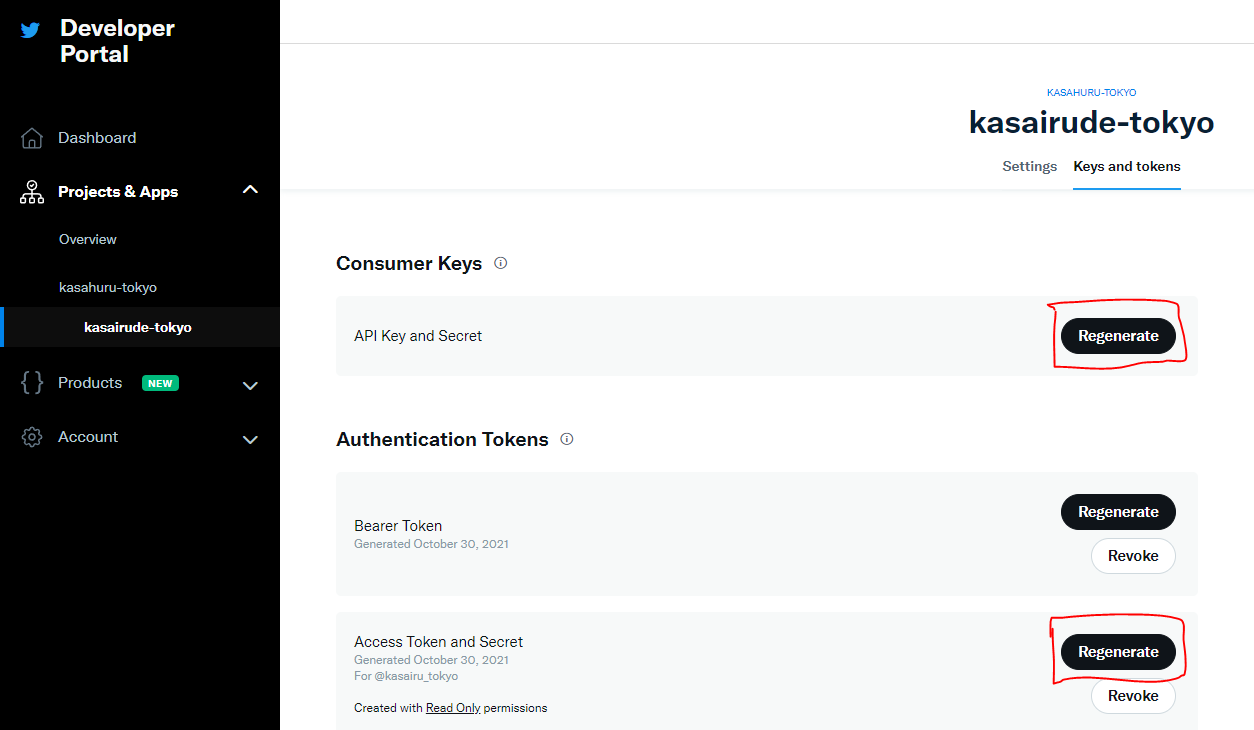 Developer
Portal
Dashboard
Projects & Apps
Overview
kasahuru-tokyo
kasairude-tokyo
Products NEW
Account
KASAHURU-TOKYO
kasairude-tokyo
Settings Keys and tokens
Consumer Keys
API Key and Secret
Regenerate
Authentication Tokens
Bearer Token
Generated October 30, 2021
Regenerate
Revoke
Access Token and Secret
Generated October 30, 2021
For @kasairu_tokyo
Created with Read Only permissions
Regenerate
Revoke